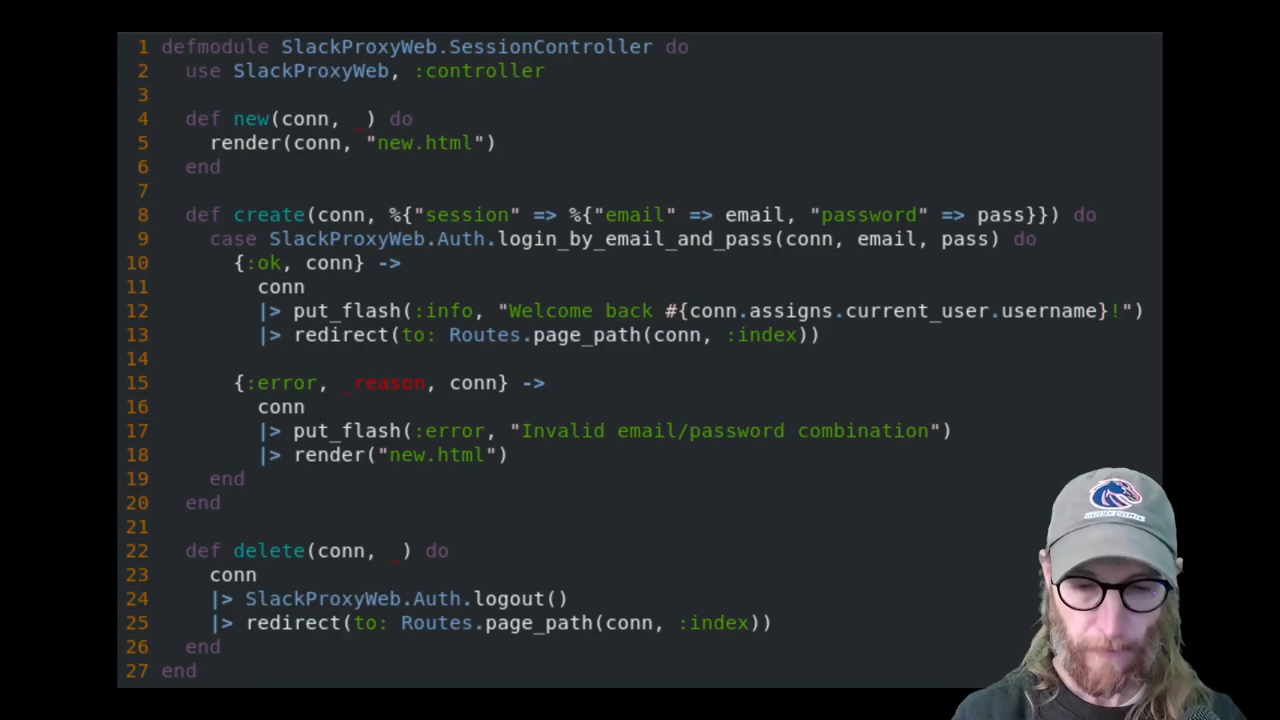 1 defmodule SlackProxyWeb.SessionController do
2   use SlackProxyWeb, :controller
3
4   def new(conn, _) do
5     render(conn, "new.html")
6   end
7
8   def create(conn, %{"session" => %{"email" => email, "password" => pass}}) do
9     case SlackProxyWeb.Auth.login_by_email_and_pass(conn, email, pass) do
10       {:ok, conn} ->
11         conn
12         |> put_flash(:info, "Welcome back #{conn.assigns.current_user.username}!")
13         |> redirect(to: Routes.page_path(conn, :index))
14
15       {:error, _reason, conn} ->
16         conn
17         |> put_flash(:error, "Invalid email/password combination")
18         |> render("new.html")
19     end
20   end
21
22   def delete(conn, _) do
23     conn
24     |> SlackProxyWeb.Auth.logout()
25     |> redirect(to: Routes.page_path(conn, :index))
26   end
27 end